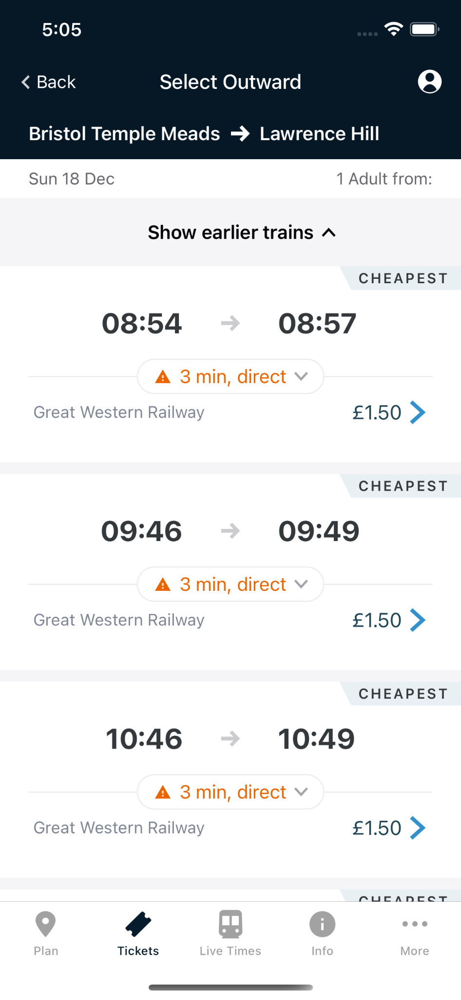 5:05
Back
Select Outward
Bristol Temple Meads → Lawrence Hill
Sun 18 Dec
1 Adult from:
Show earlier trains
CHEAPEST
08:54 → 08:57
3 min, direct
Great Western Railway
£1.50
CHEAPEST
09:46 → 09:49
3 min, direct
Great Western Railway
£1.50
CHEAPEST
10:46 → 10:49
3 min, direct
Great Western Railway
£1.50
CHEAPEST
Plan
Tickets
Live Times
Info
More